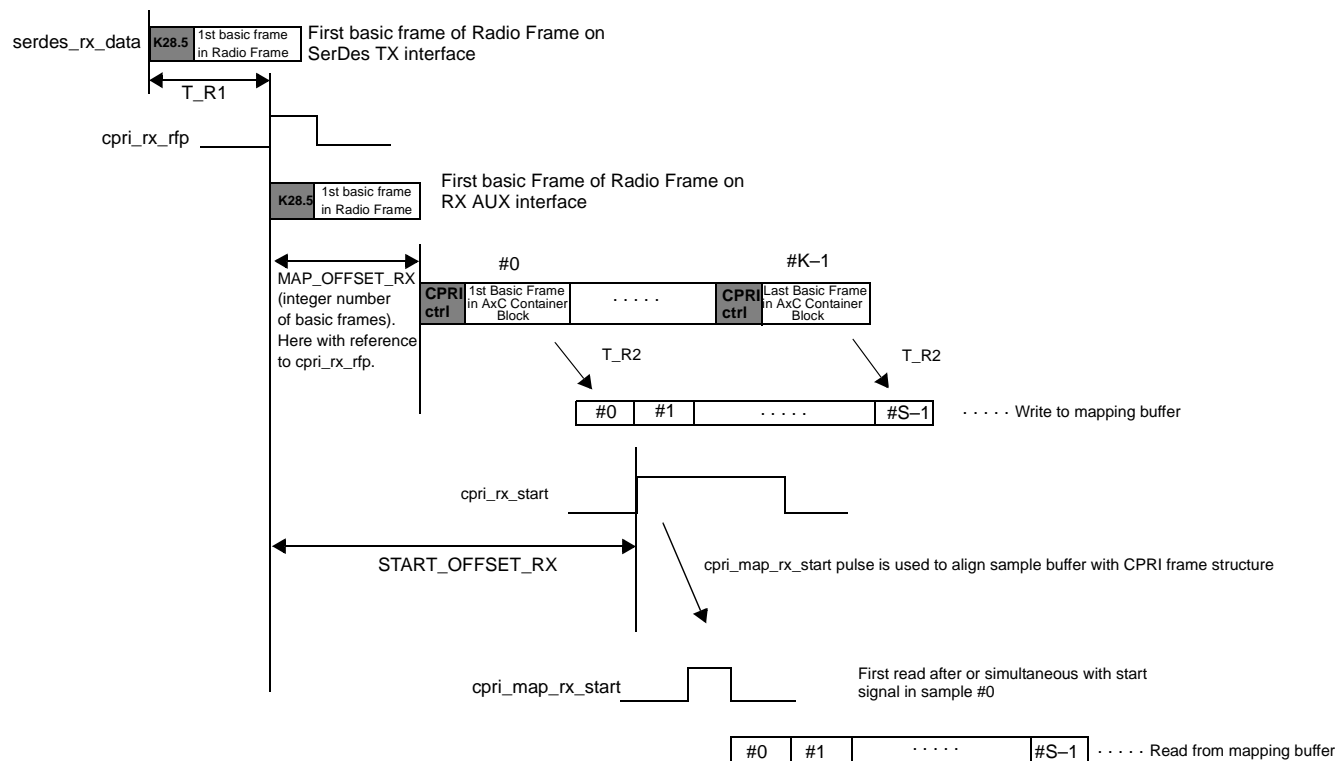 serdes_rx_data
K28.5
1st basic frame
in Radio Frame
First basic frame of Radio Frame on
SerDes TX interface
T_R1
cpri_rx_rfp
K28.5
1st basic frame
in Radio Frame
First basic Frame of Radio Frame on
RX AUX interface
MAP_OFFSET_RX
(integer number
of basic frames).
Here with reference
to cpri_rx_rfp.
#0
#K–1
CPRI
ctrl
1st Basic Frame
in AxC Container
Block
. . . . .
CPRI
ctrl
Last Basic Frame
in AxC Container
Block
T_R2
T_R2
#0
#1
. . . . .
#S–1
. . . . . Write to mapping buffer
cpri_rx_start
START_OFFSET_RX
cpri_map_rx_start pulse is used to align sample buffer with CPRI frame structure
cpri_map_rx_start
First read after or simultaneous with start
signal in sample #0
#0
#1
. . . . .
#S–1
. . . . . Read from mapping buffer